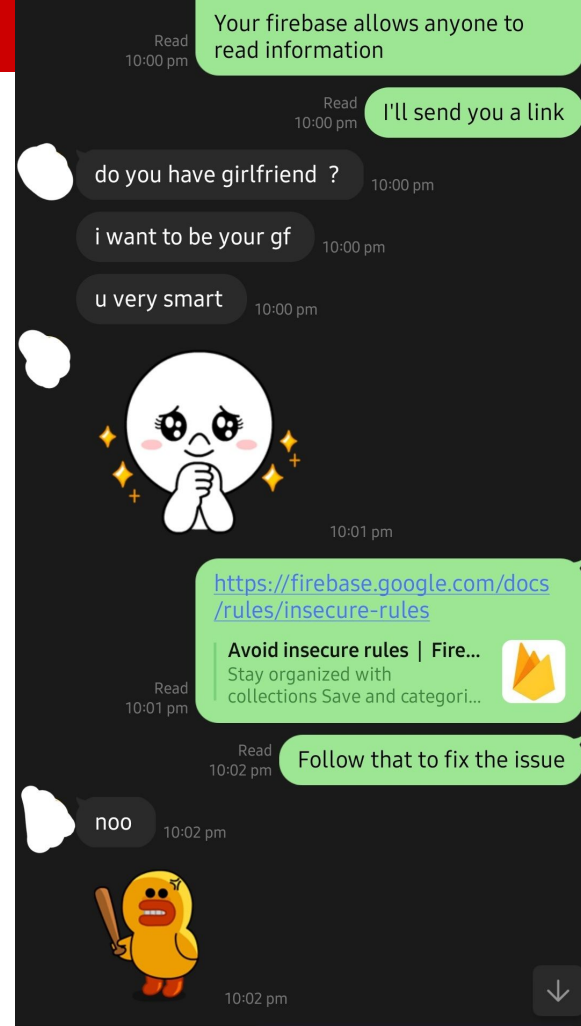 Your firebase allows anyone to
read information
Read
10:00 pm
I'll send you a link
Read
10:00 pm
do you have girlfriend ?
10:00 pm
i want to be your gf
10:00 pm
u very smart
10:00 pm
10:01 pm
https://firebase.google.com/docs
/rules/insecure-rules
Avoid insecure rules | Fire...
Stay organized with
collections Save and categori...
Read
10:01 pm
Follow that to fix the issue
Read
10:02 pm
noo
10:02 pm
10:02 pm